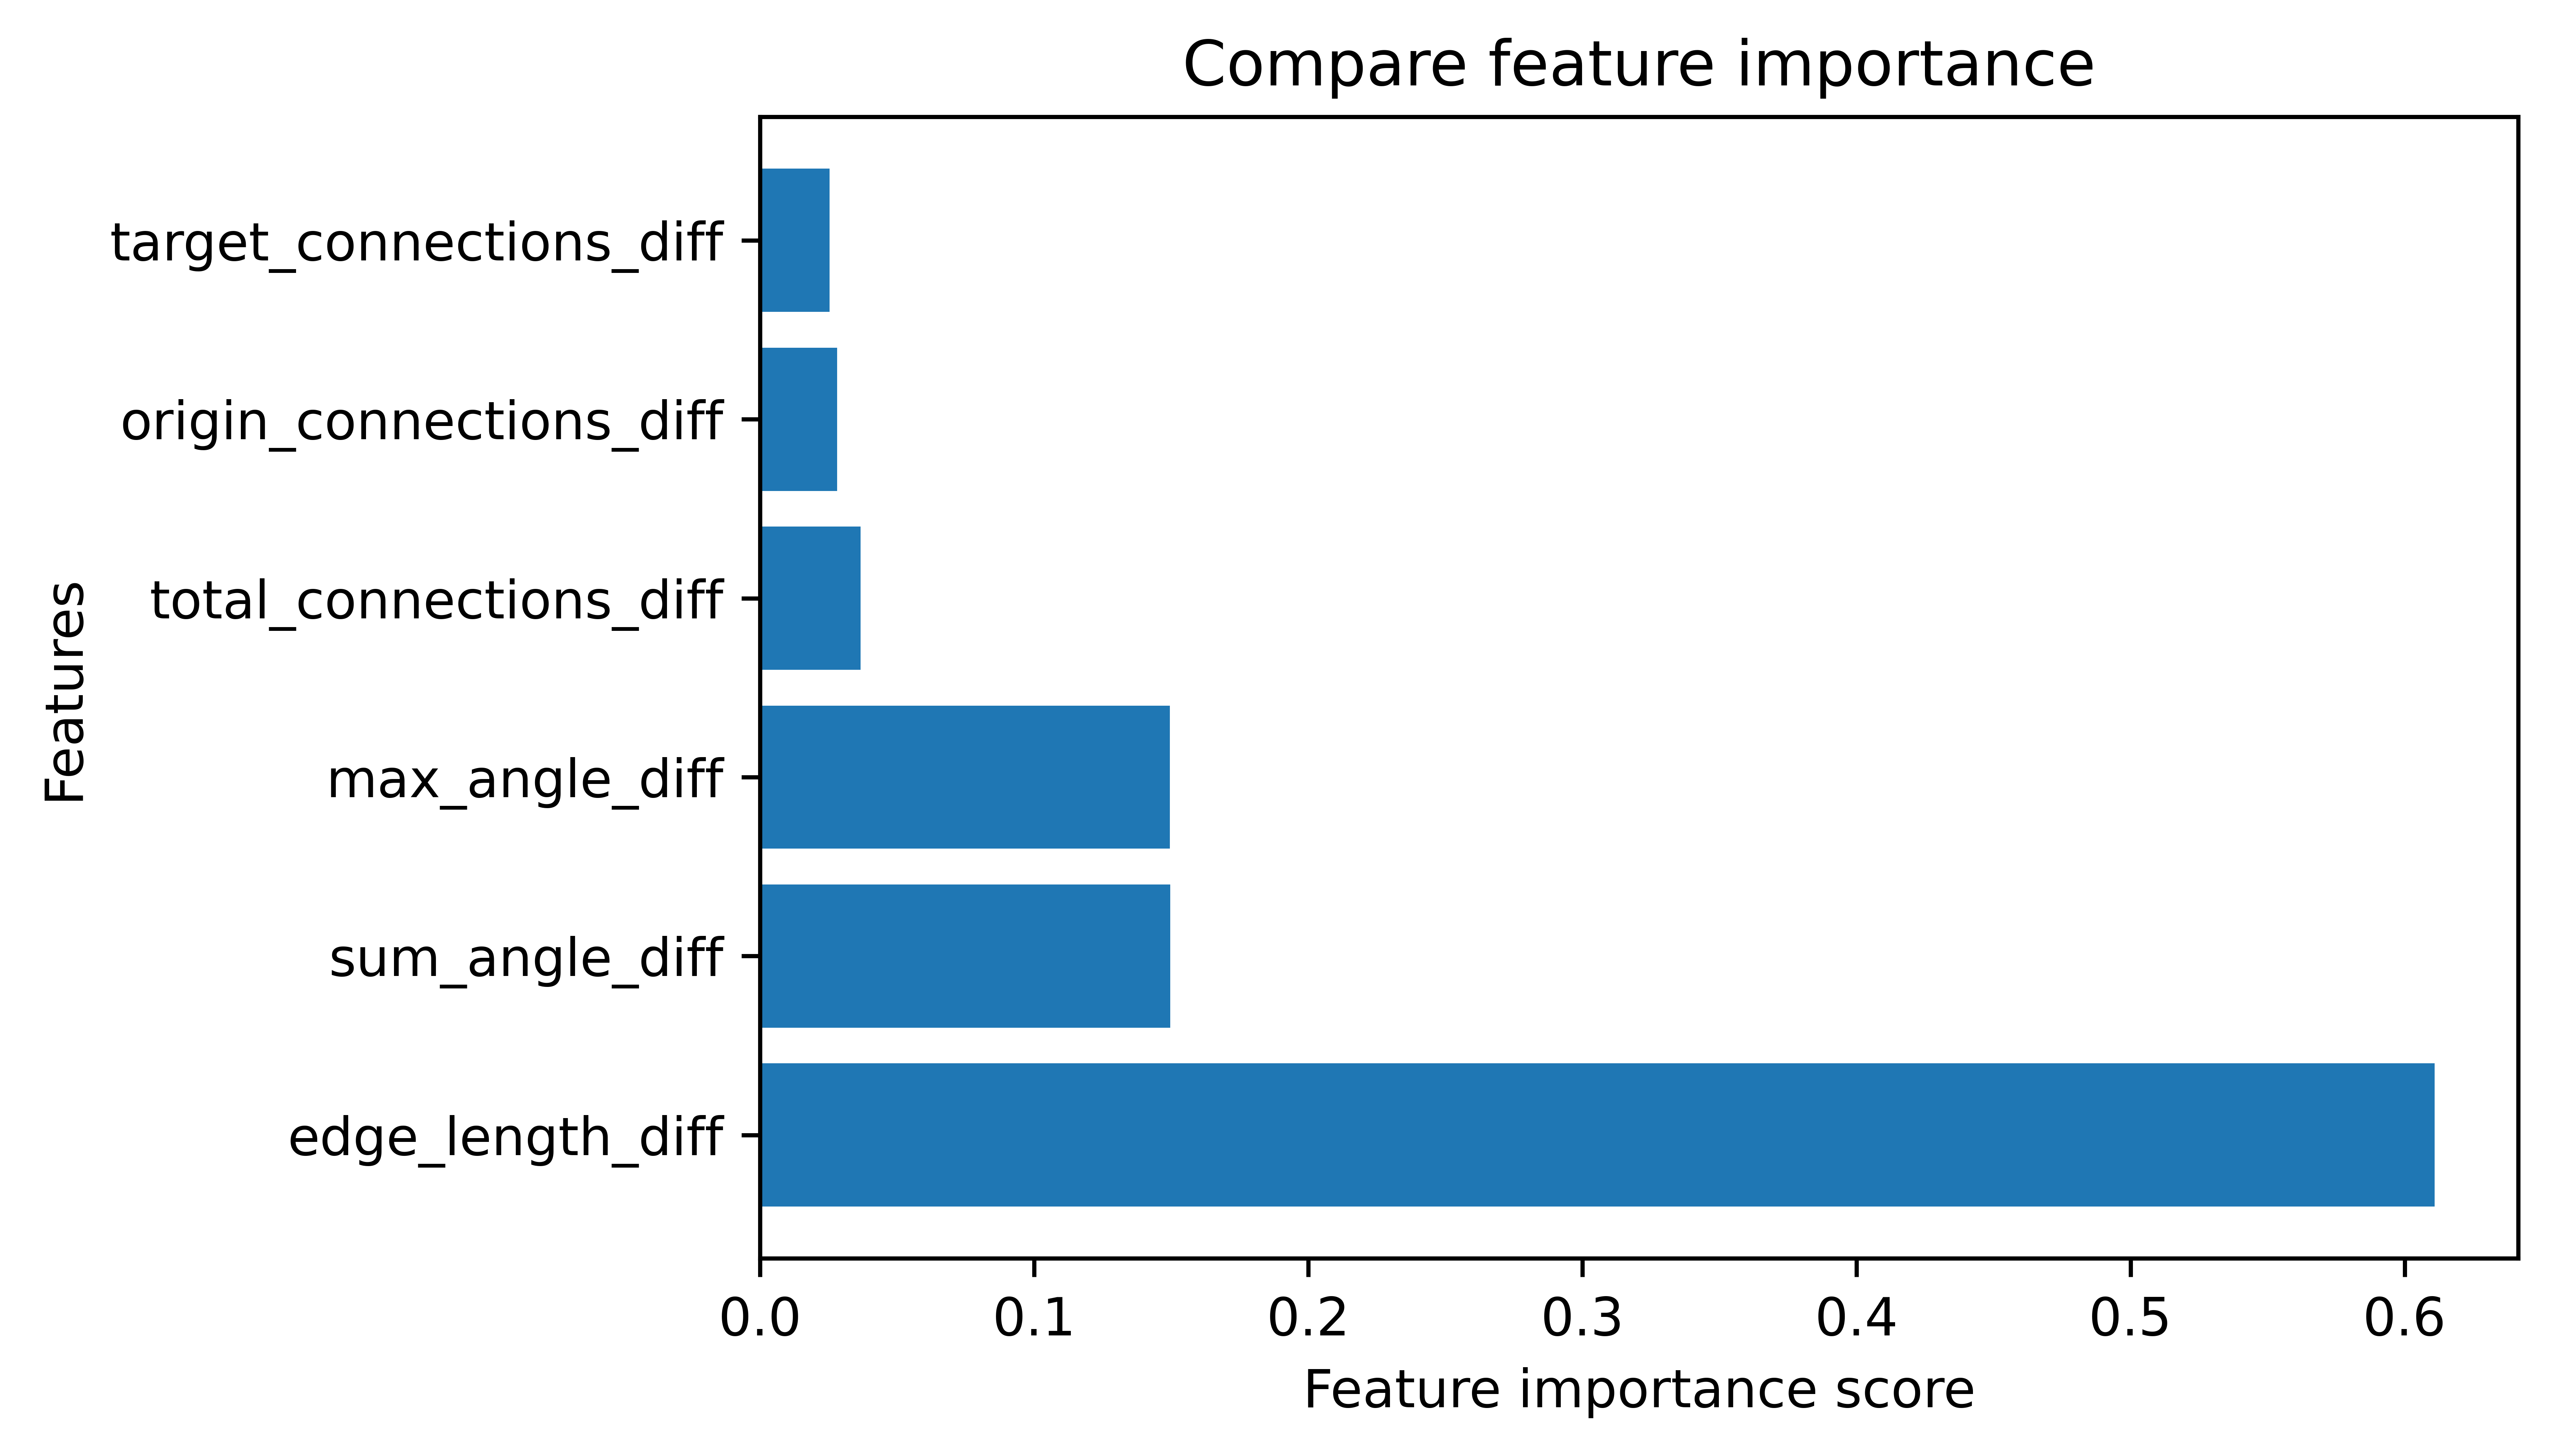 Compare feature importance
Features
target_connections_diff
origin_connections_diff
total_connections_diff
max_angle_diff
sum_angle_diff
edge_length_diff
0.0 0.1 0.2 0.3 0.4 0.5 0.6
Feature importance score